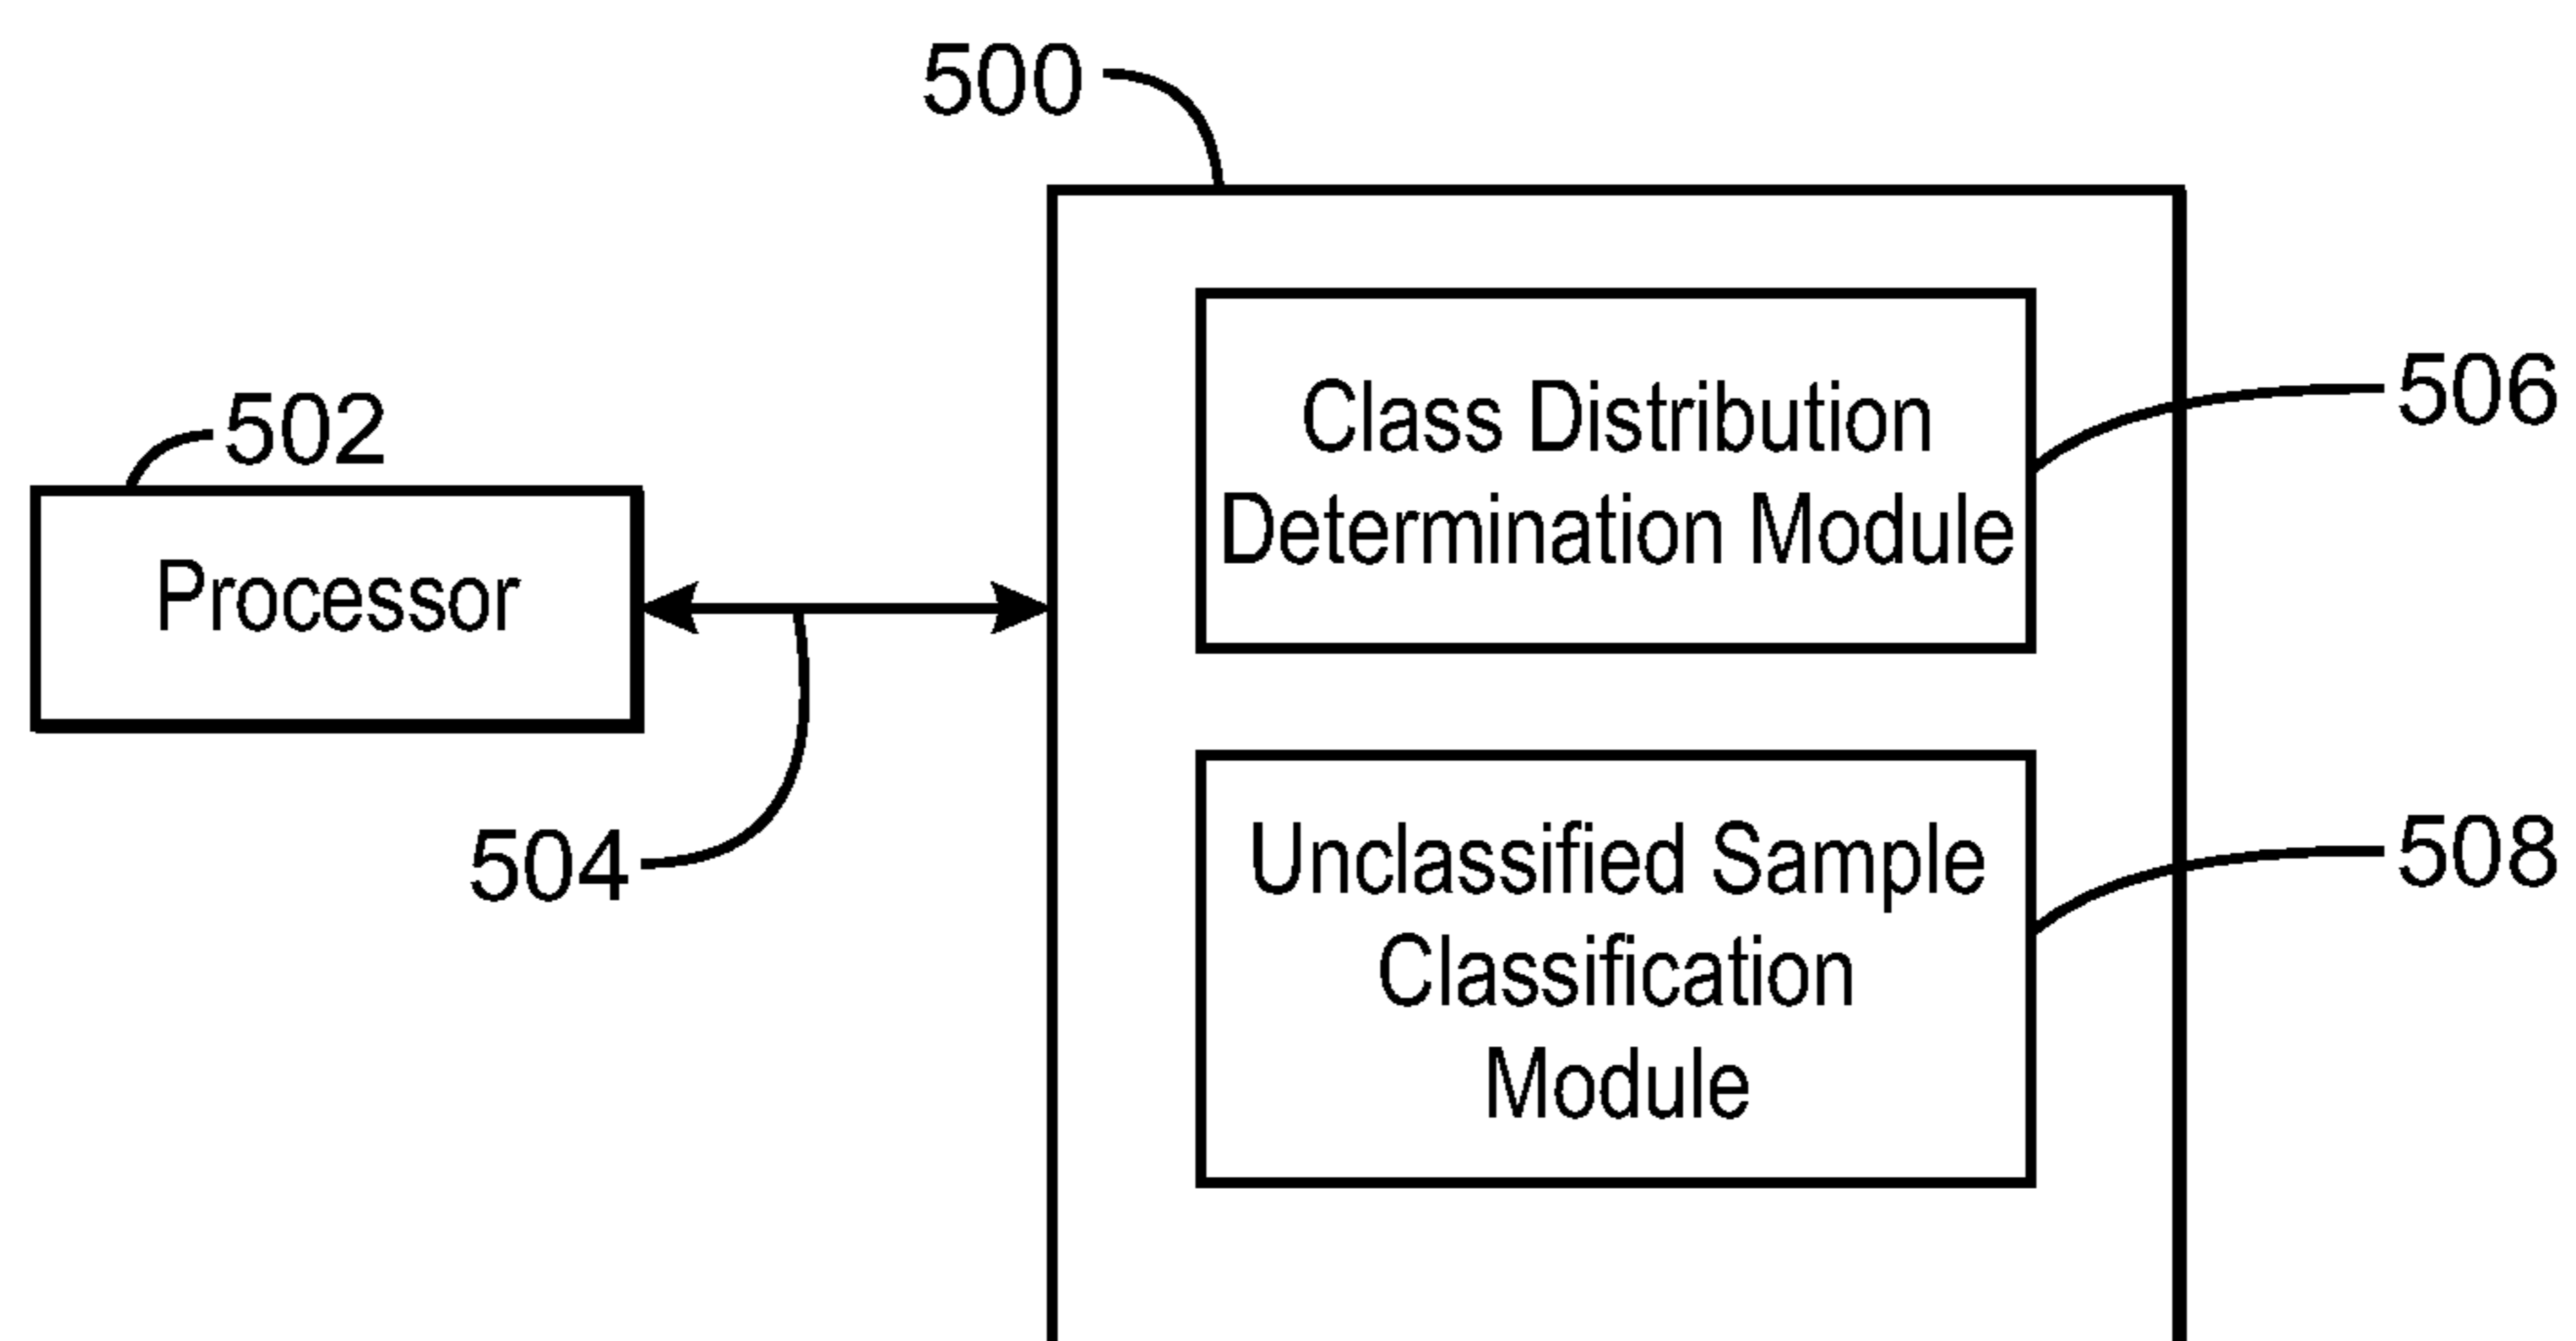 500
502
Processor
504
Class Distribution
Determination Module
506
Unclassified Sample
Classification
Module
508